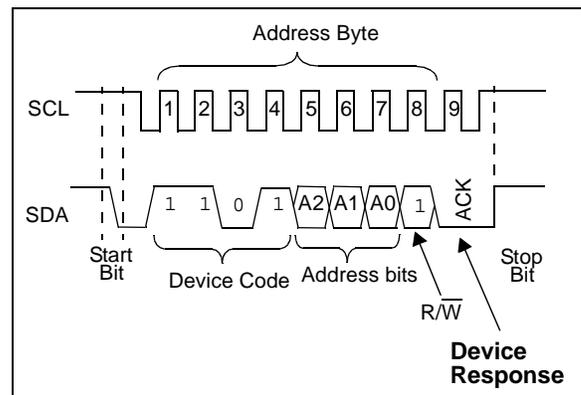 Address Byte
SCL 1 2 3 4 5 6 7 8 9
SDA 1 1 0 1 A2 A1 A0 1 ACK
Start
Bit
Device Code
Address bits
Stop
Bit
R/W̅
Device
Response